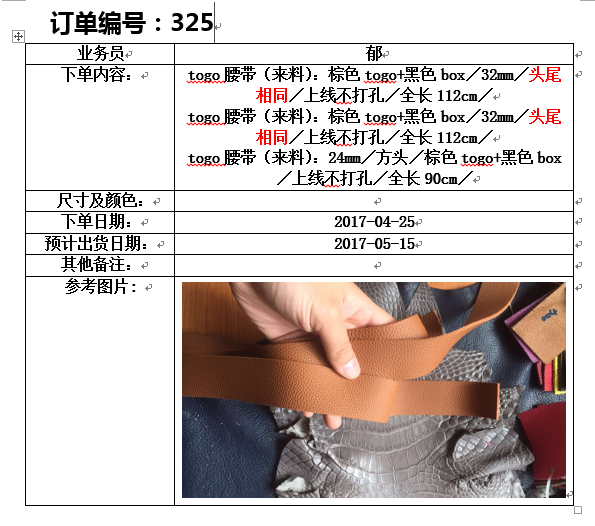 订单编号：325
业务员
郁
下单内容：
togo 腰带（来料）：棕色 togo+黑色 box／32mm／头尾
相同／上线不打孔／全长 112cm／
togo 腰带（来料）：棕色 togo+黑色 box／32mm／头尾
相同／上线不打孔／全长 112cm／
togo 腰带（来料）：24mm／方头／棕色 togo+黑色 box
／上线不打孔／全长 90cm／
尺寸及颜色：
下单日期：
2017-04-25
预计出货日期：
2017-05-15
其他备注：
参考图片：